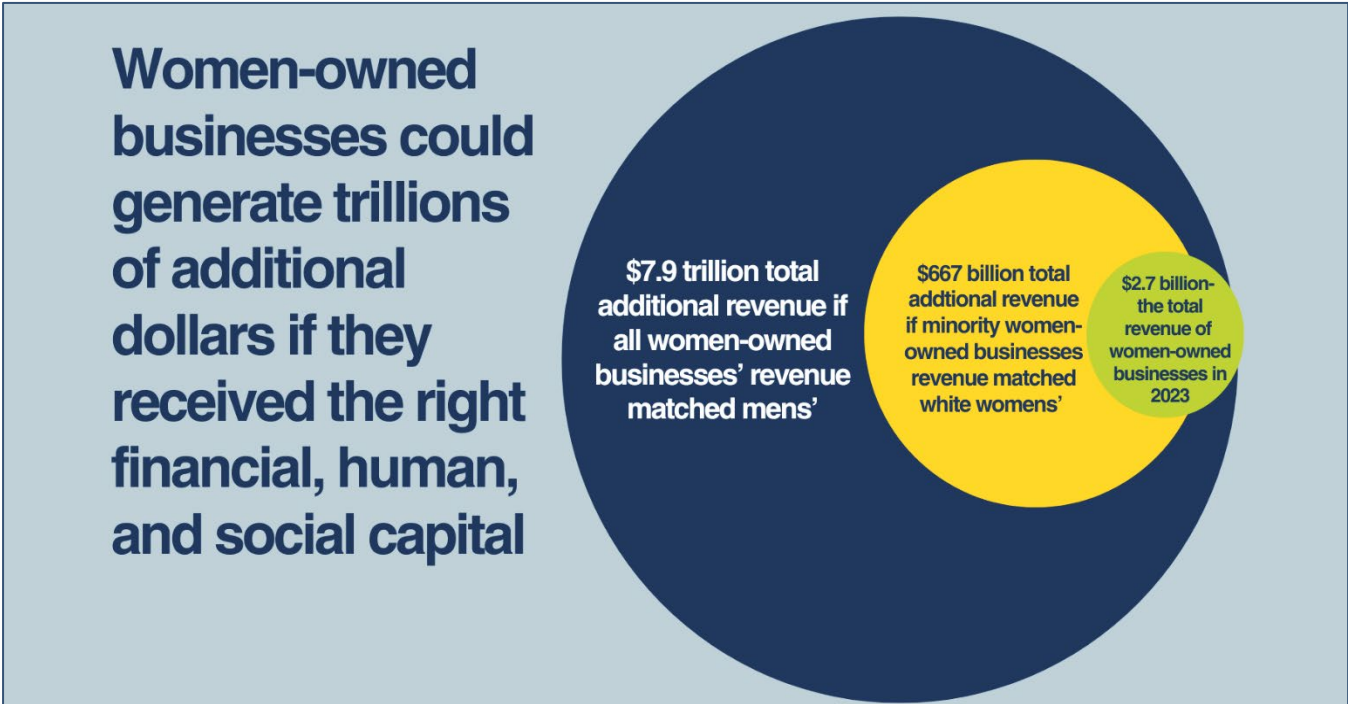 Women-owned
businesses could
generate trillions
of additional
dollars if they
received the right
financial, human,
and social capital
$7.9 trillion total
additional revenue if
all women-owned
businesses’ revenue
matched mens’
$667 billion total
addtional revenue
if minority women-
owned businesses
revenue matched
white womens’
$2.7 billion-
the total
revenue of
women-owned
businesses in
2023